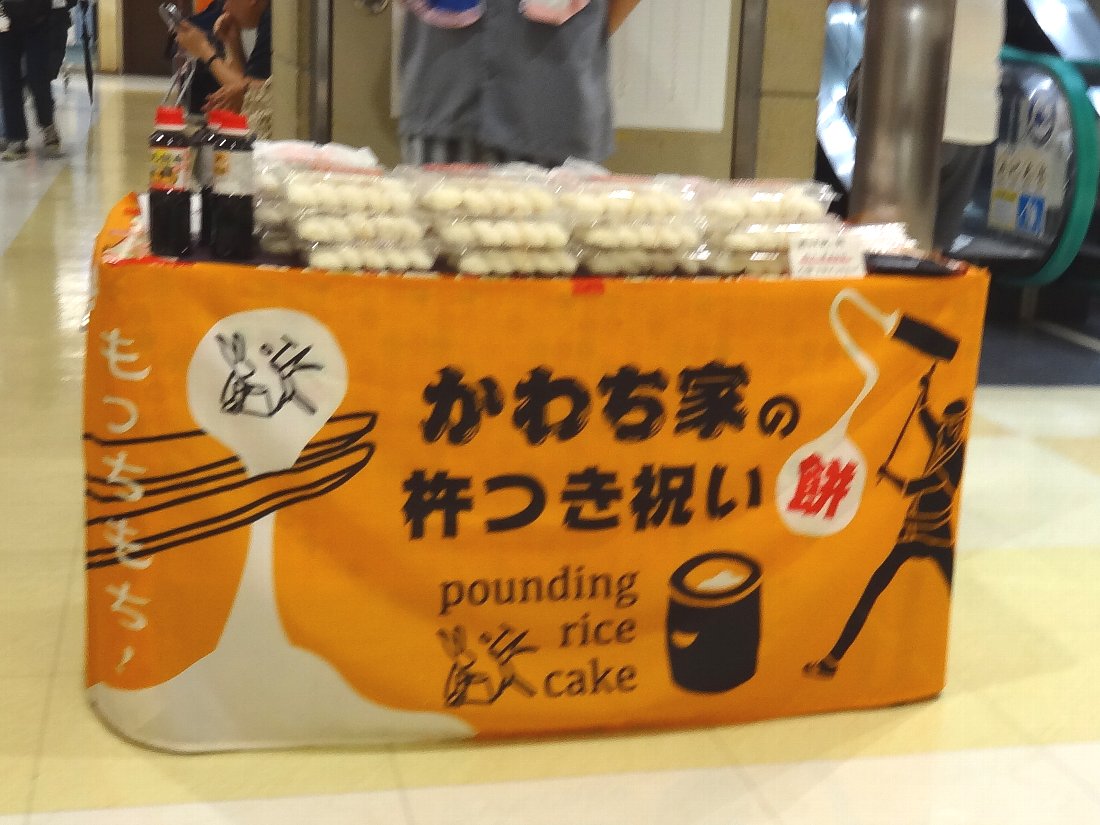 もっちもちー
かわち家の
杵つき祝い餅
pounding
rice
cake